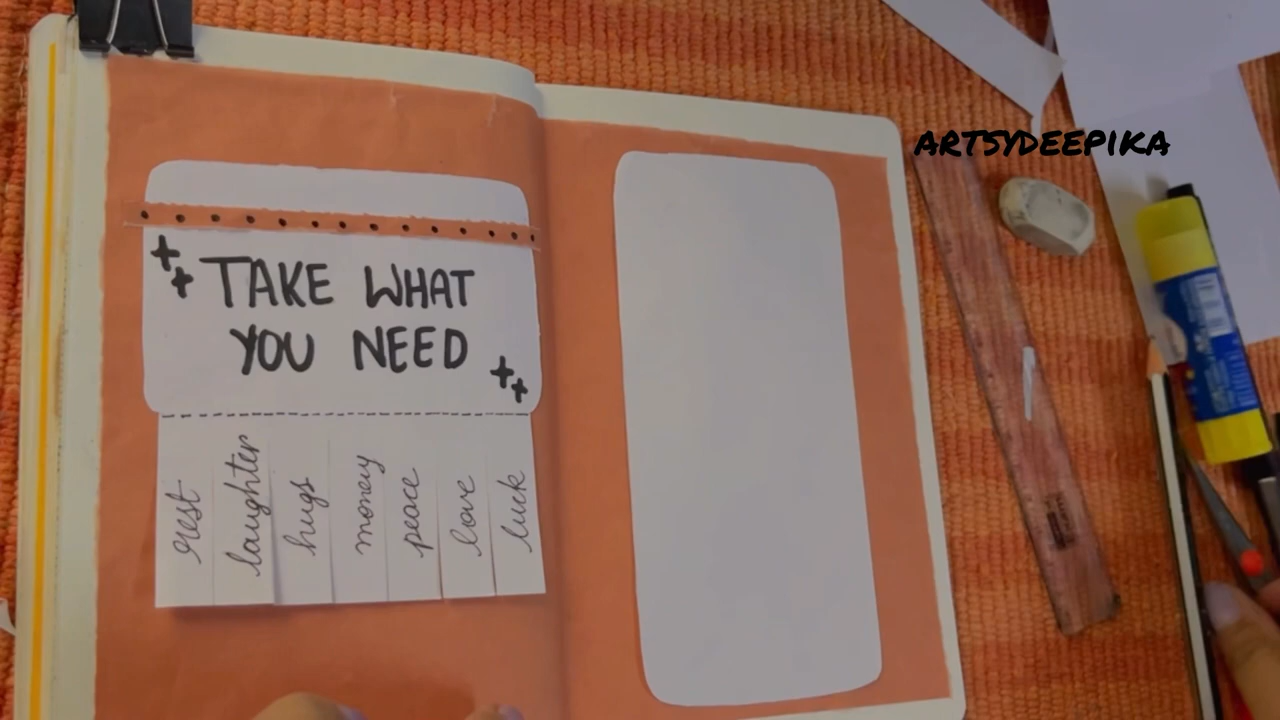 ARTSYDEEPIKA
TAKE WHAT
YOU NEED
rest
laughter
hugs
money
peace
love
luck